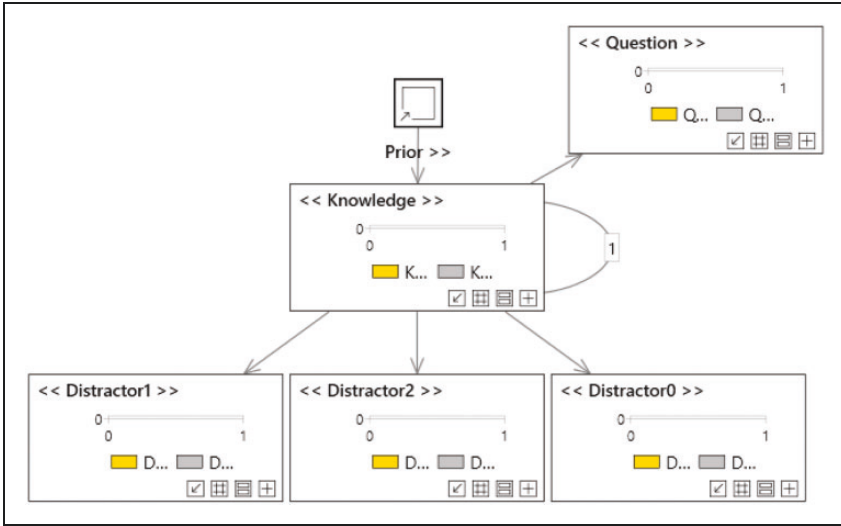 << Question >>
0
0 1
Q... Q...
Prior >>
<< Knowledge >>
0
0 1
K... K...
1
<< Distractor1 >>
0
0 1
D... D...
<< Distractor2 >>
0
0 1
D... D...
<< Distractor0 >>
0
0 1
D... D...